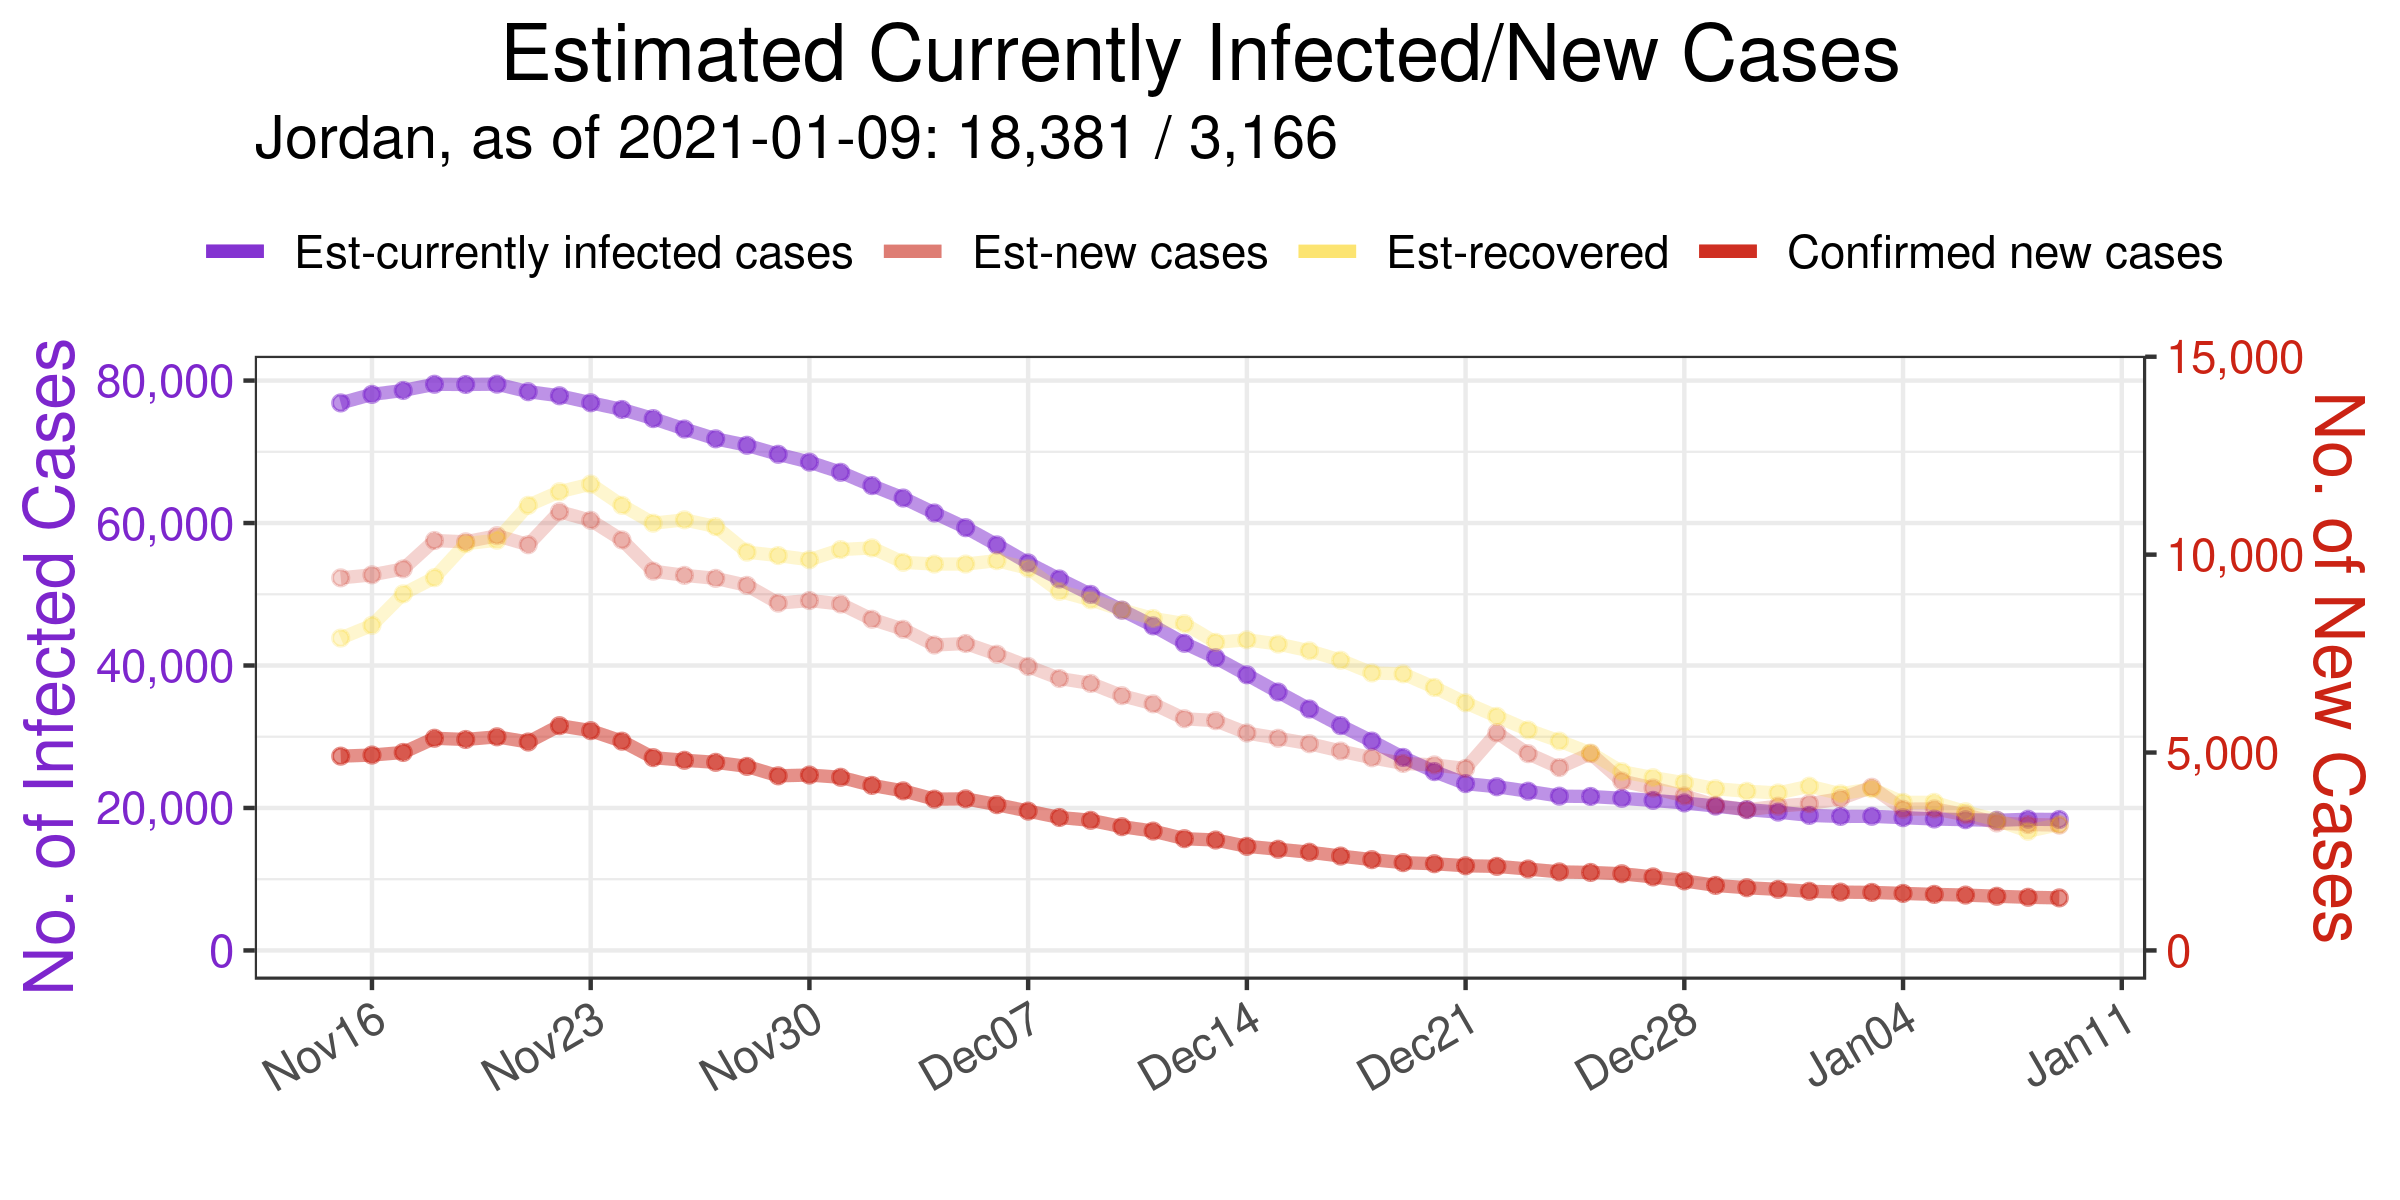 Estimated Currently Infected/New Cases
Jordan, as of 2021-01-09: 18,381 / 3,166
Est-currently infected cases Est-new cases Est-recovered Confirmed new cases
No. of Infected Cases
80,000
60,000
40,000
20,000
0
15,000
10,000
5,000
0
No. of New Cases
Nov16 Nov23 Nov30 Dec07 Dec14 Dec21 Dec28 Jan04 Jan11